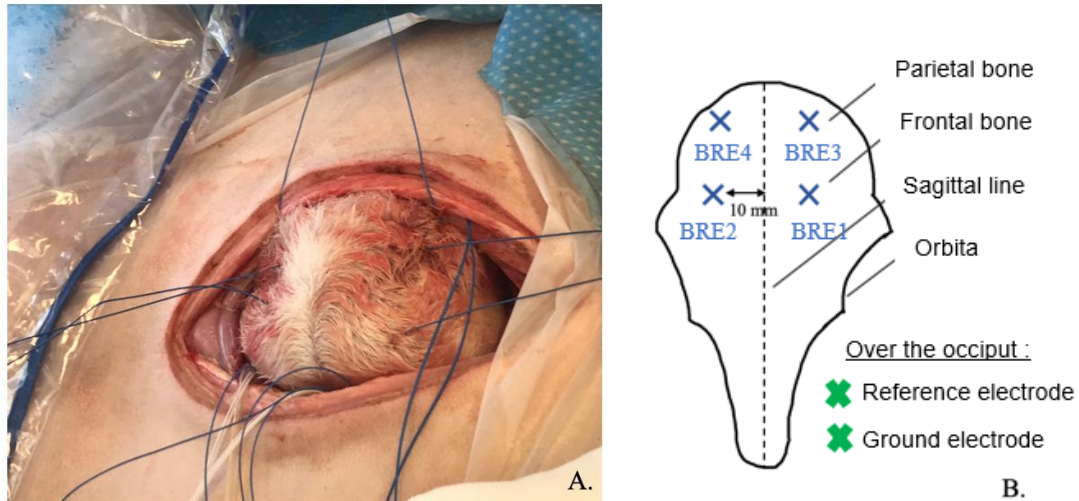 A.
Parietal bone
Frontal bone
BRE4
BRE3
Sagittal line
10 mm
BRE2
BRE1
Orbita
Over the occiput :
Reference electrode
Ground electrode
B.